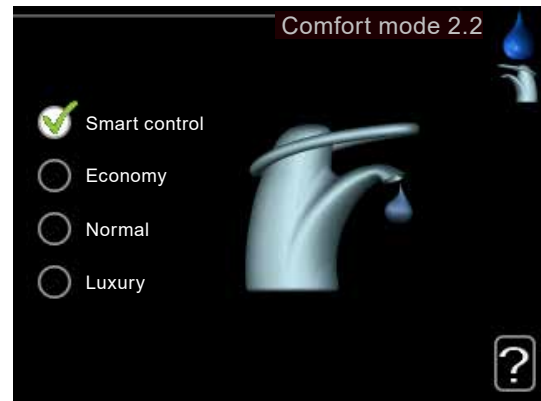 Comfort mode 2.2
Smart control
Economy
Normal
Luxury
?